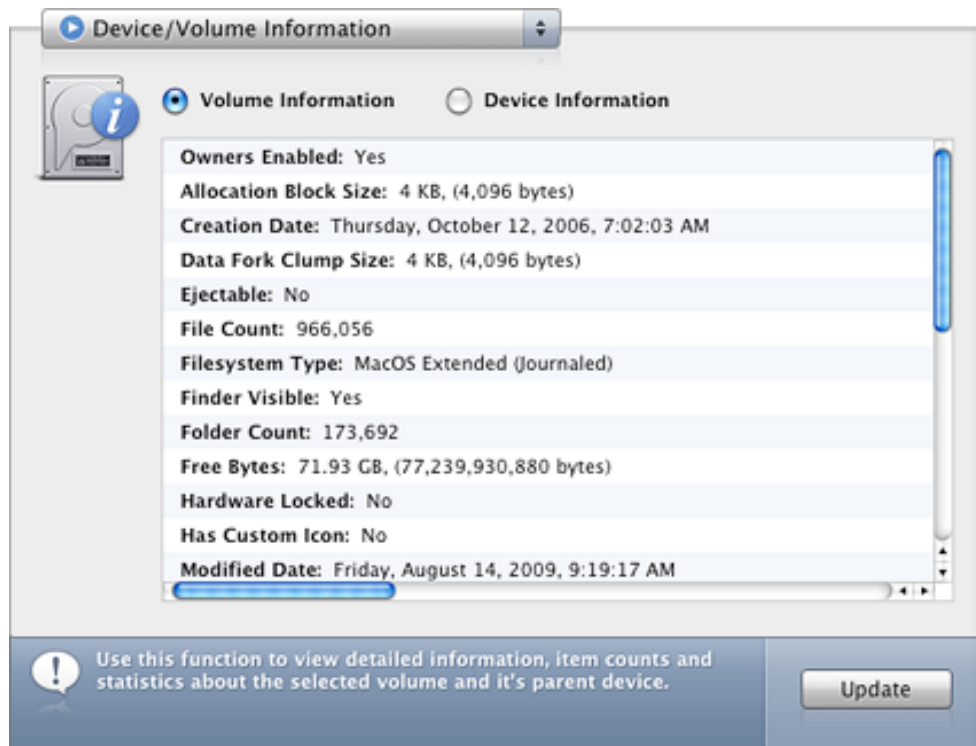 Device/Volume Information
Volume Information
Device Information
Owners Enabled: Yes
Allocation Block Size: 4 KB, (4,096 bytes)
Creation Date: Thursday, October 12, 2006, 7:02:03 AM
Data Fork Clump Size: 4 KB, (4,096 bytes)
Ejectable: No
File Count: 966,056
Filesystem Type: MacOS Extended (Journaled)
Finder Visible: Yes
Folder Count: 173,692
Free Bytes: 71.93 GB, (77,239,930,880 bytes)
Hardware Locked: No
Has Custom Icon: No
Modified Date: Friday, August 14, 2009, 9:19:17 AM
Use this function to view detailed information, item counts and
statistics about the selected volume and it's parent device.
Update